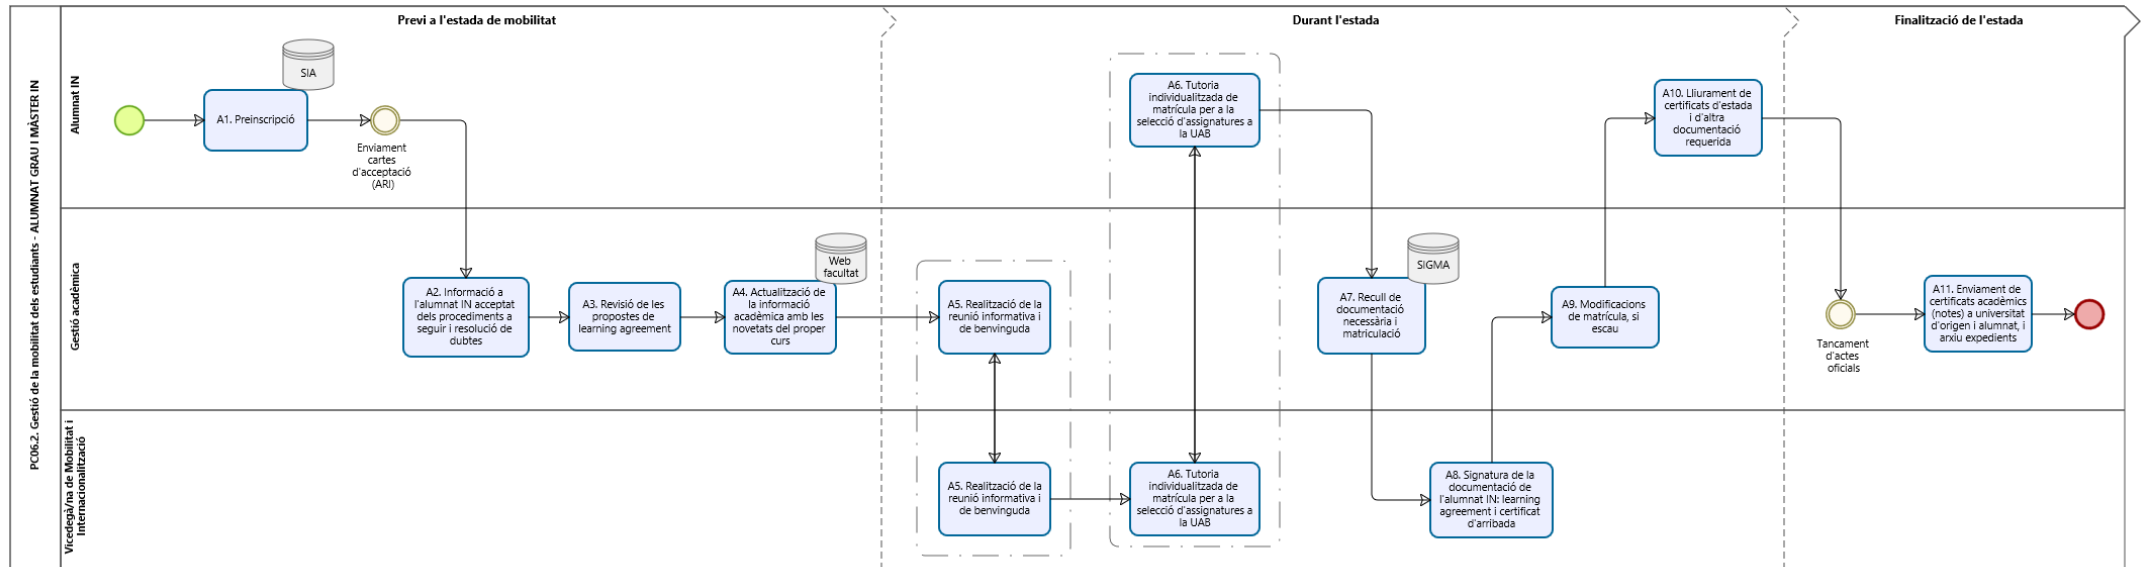 PC06.2. Gestió de la mobilitat dels estudiants - ALUMNAT GRAU I MÀSTER IN
Previ a l'estada de mobilitat
Durant l'estada
Finalització de l'estada
Alumnat IN
SIA
A1. Preinscripció
Enviament
cartes
d'acceptació
(ARI)
A6. Tutoria
individualitzada de
matrícula per a la
selecció d'assignatures a
la UAB
A10. Lliurament de
certificats d'estada
i d'altra
documentació
requerida
Gestió acadèmica
A2. Informació a
l'alumnat IN acceptat
dels procediments a
seguir i resolució de
dubtes
A3. Revisió de les
propostes de
learning agreement
Web
facultat
A4. Actualització de
la informació
acadèmica amb les
novetats del proper
curs
A5. Realització de la
reunió informativa i
de benvinguda
SIGMA
A7. Recull de
documentació
necessària i
matriculació
A9. Modificacions
de matrícula, si
escau
Tancament
d'actes
oficials
A11. Enviament de
certificats acadèmics
(notes) a universitat
d'origen i alumnat, i
arxiu expedients
Vicedegà/na de Mobilitat i
Internacionalització
A5. Realització de la
reunió informativa i
de benvinguda
A6. Tutoria
individualitzada de
matrícula per a la
selecció d'assignatures a
la UAB
A8. Signatura de la
documentació de
l'alumnat IN: learning
agreement i certificat
d'arribada